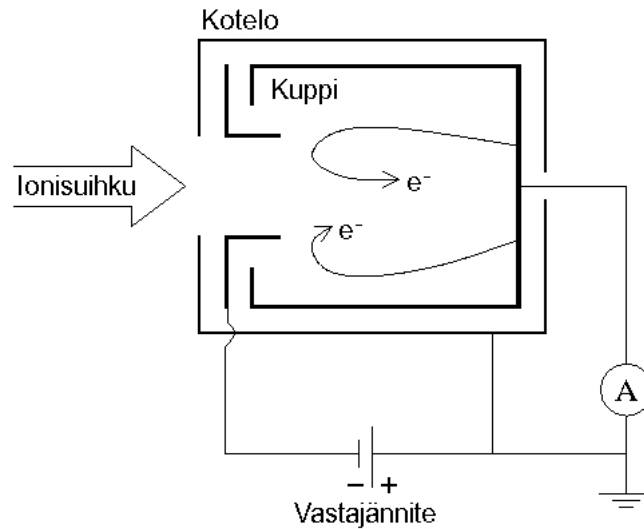 Kotelo
Kuppi
Ionisuihku
e⁻
e⁻
A
− +
Vastajännite